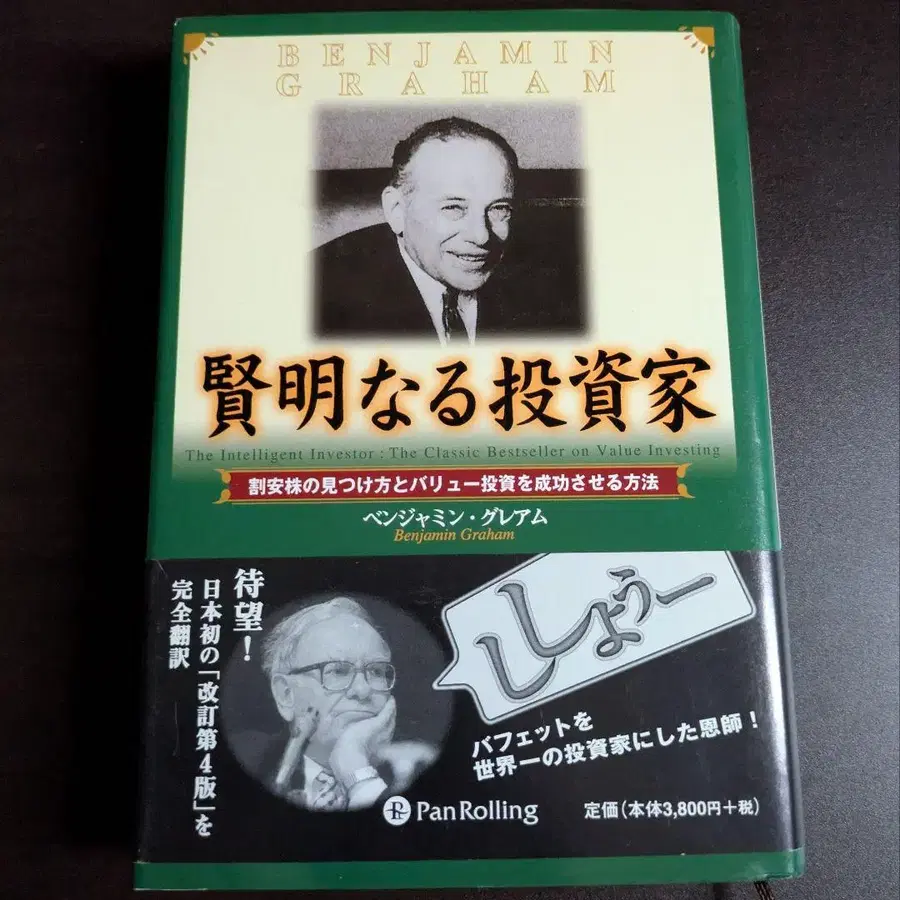 BENJAMIN
GRAHAM
賢明なる投資家
The Intelligent Investor : The Classic Bestseller on Value Investing
割安株の見つけ方とバリュー投資を成功させる方法
ベンジャミン・グレアム
Benjamin Graham
待望！
日本初の「改訂第4版」を
完全翻訳
ししょうー
バフェットを
世界一の投資家にした恩師！
PanRolling
定価（本体3,800円+税）